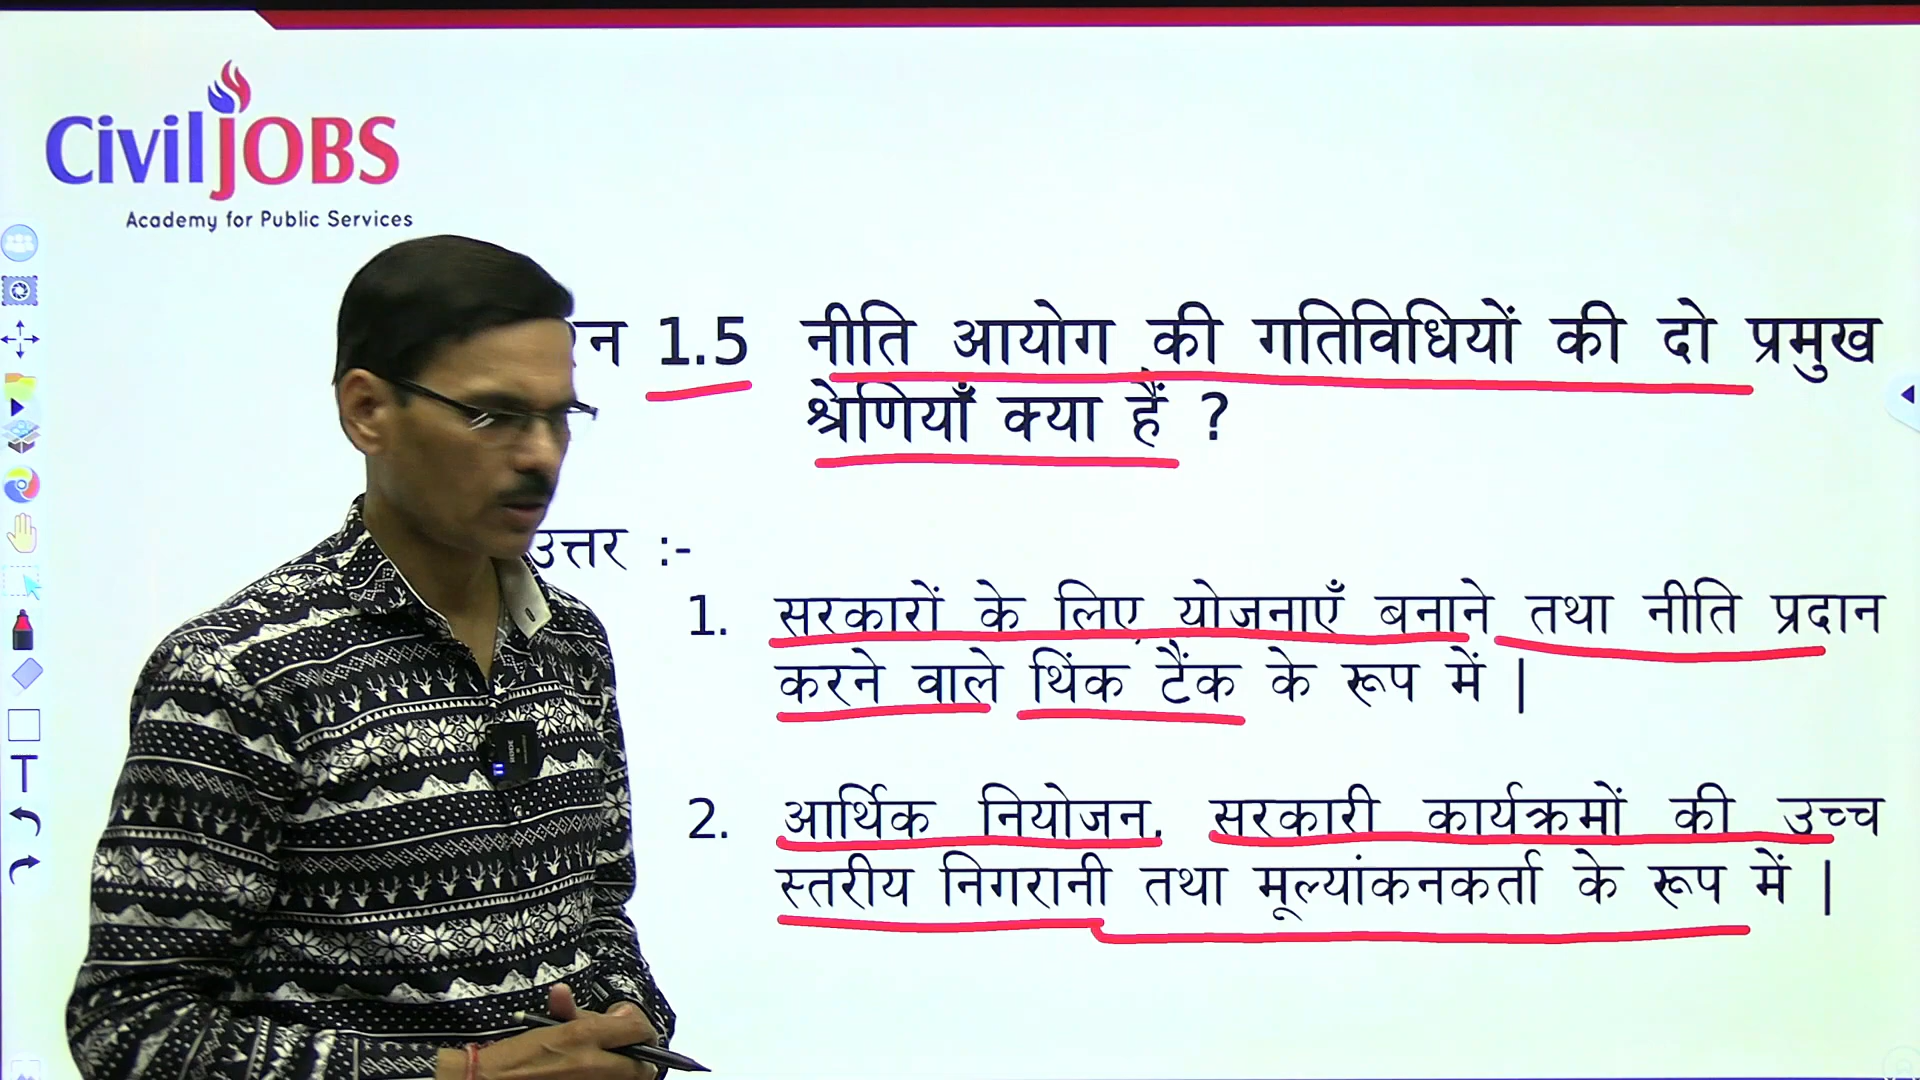 CivilJOBS
Academy for Public Services
1.5 नीति आयोग की गतिविधियों की दो प्रमुख
श्रेणियाँ क्या हैं ?
उत्तर :-
1. सरकारों के लिए योजनाएँ बनाने तथा नीति प्रदान
करने वाले थिंक टैंक के रूप में |
2. आर्थिक नियोजन, सरकारी कार्यक्रमों की उच्च
स्तरीय निगरानी तथा मूल्यांकनकर्ता के रूप में |